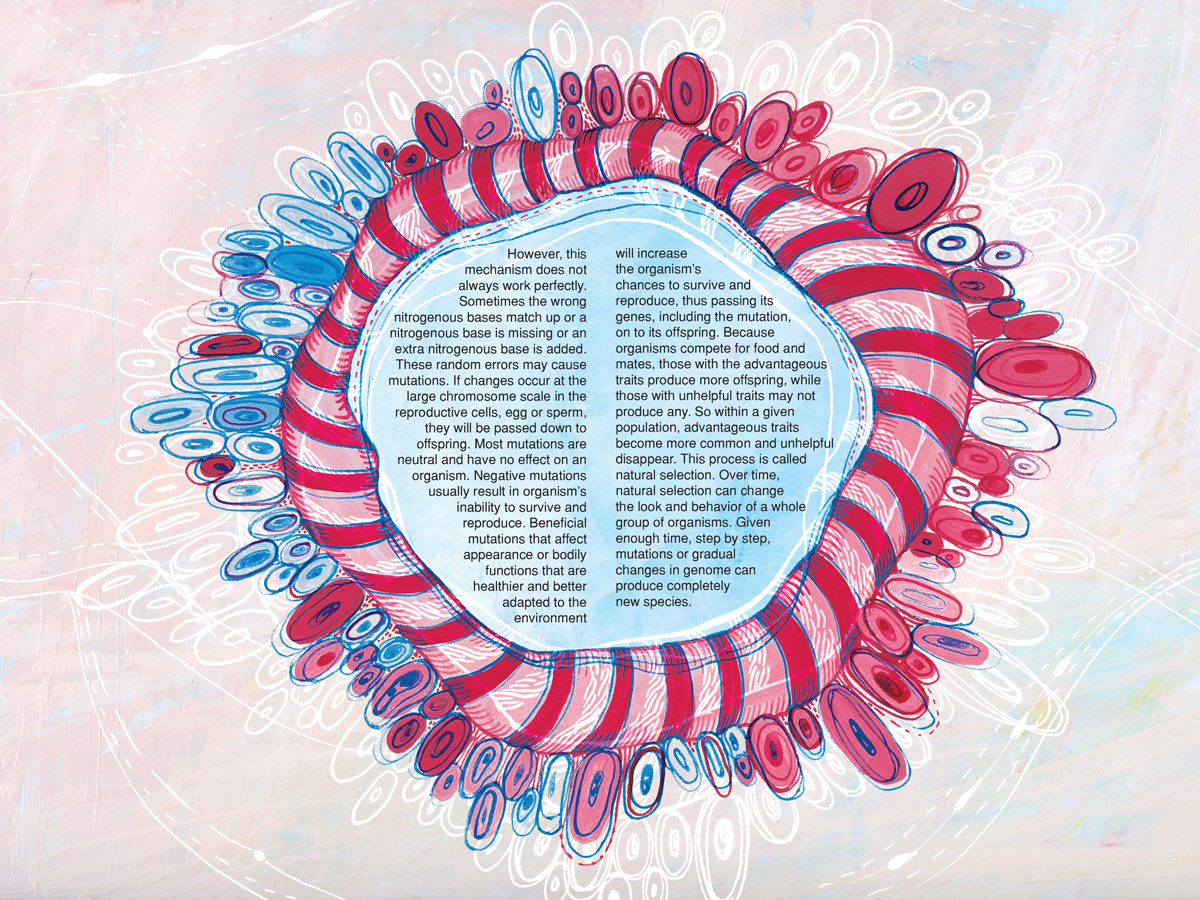 However, this
mechanism does not
always work perfectly.
Sometimes the wrong
nitrogenous bases match up or a
nitrogenous base is missing or an
extra nitrogenous base is added.
These random errors may cause
mutations. If changes occur at the
large chromosome scale in the
reproductive cells, egg or sperm,
they will be passed down to
offspring. Most mutations are
neutral and have no effect on an
organism. Negative mutations
usually result in organism's
inability to survive and
reproduce. Beneficial
mutations that affect
appearance or bodily
functions that are
healthier and better
adapted to the
environment
will increase
the organism's
chances to survive and
reproduce, thus passing its
genes, including the mutation,
on to its offspring. Because
organisms compete for food and
mates, those with the advantageous
traits produce more offspring, while
those with unhelpful traits may not
produce any. So within a given
population, advantageous traits
become more common and unhelpful
disappear. This process is called
natural selection. Over time,
natural selection can change
the look and behavior of a whole
group of organisms. Given
enough time, step by step,
mutations or gradual
changes in genome can
produce completely
new species.